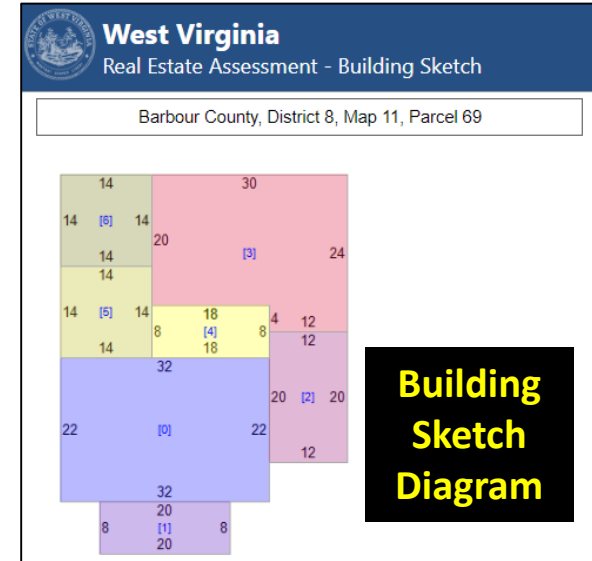 West Virginia
Real Estate Assessment - Building Sketch
Barbour County, District 8, Map 11, Parcel 69
14 30
14 [6] 14
20
[3] 24
14
14
14 [5] 14
18 4 12
8 [4] 8
14 18 12
32
20 [2] 20
22 [0] 22
12
32
20
8 [1] 8
20
Building
Sketch
Diagram